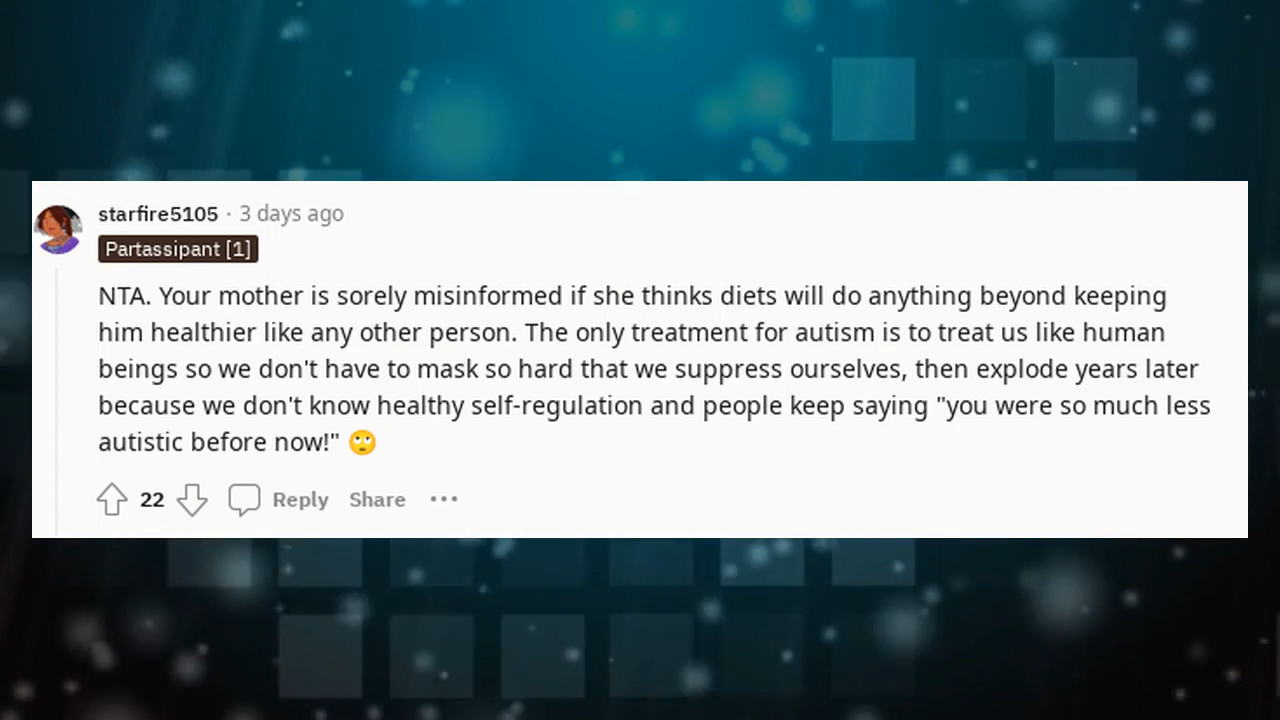 starfire5105 · 3 days ago
Partassipant [1]
NTA. Your mother is sorely misinformed if she thinks diets will do anything beyond keeping
him healthier like any other person. The only treatment for autism is to treat us like human
beings so we don't have to mask so hard that we suppress ourselves, then explode years later
because we don't know healthy self-regulation and people keep saying "you were so much less
autistic before now!" 🙄
22 Reply Share ···